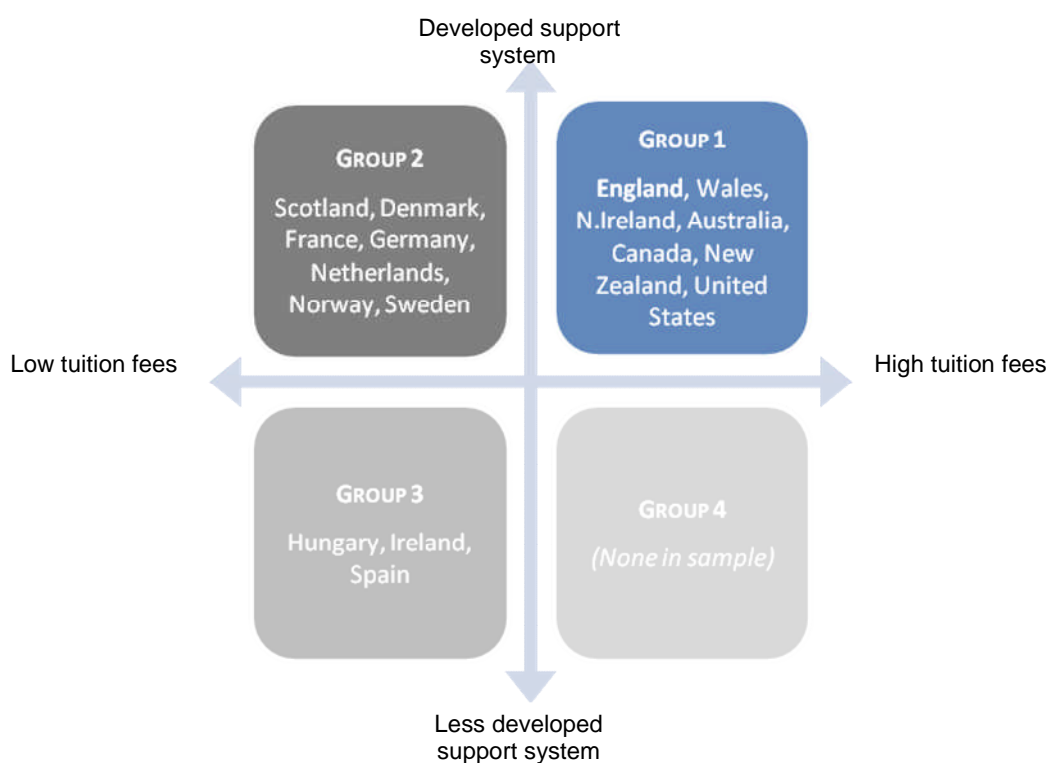 Developed support
system
GROUP 2
Scotland, Denmark,
France, Germany,
Netherlands,
Norway, Sweden
GROUP 1
England, Wales,
N.Ireland, Australia,
Canada, New
Zealand, United
States
Low tuition fees
High tuition fees
GROUP 3
Hungary, Ireland,
Spain
GROUP 4
(None in sample)
Less developed
support system